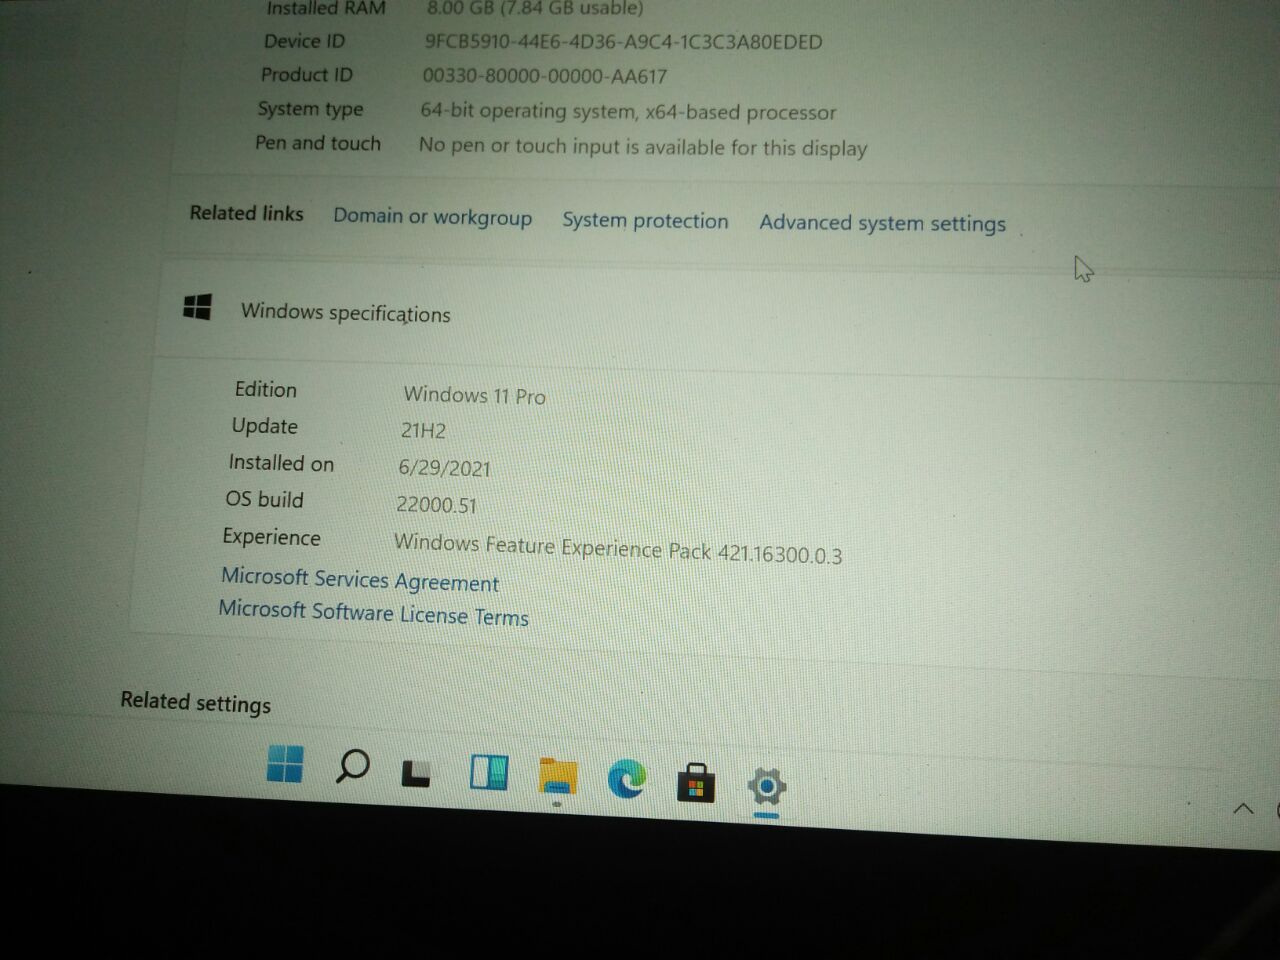 Installed RAM 8.00 GB (7.84 GB usable)
Device ID 9FCB5910-44E6-4D36-A9C4-1C3C3A80EDED
Product ID 00330-80000-00000-AA617
System type 64-bit operating system, x64-based processor
Pen and touch No pen or touch input is available for this display
Related links Domain or workgroup System protection Advanced system settings
Windows specifications
Edition Windows 11 Pro
Update 21H2
Installed on 6/29/2021
OS build 22000.51
Experience Windows Feature Experience Pack 421.16300.0.3
Microsoft Services Agreement
Microsoft Software License Terms
Related settings